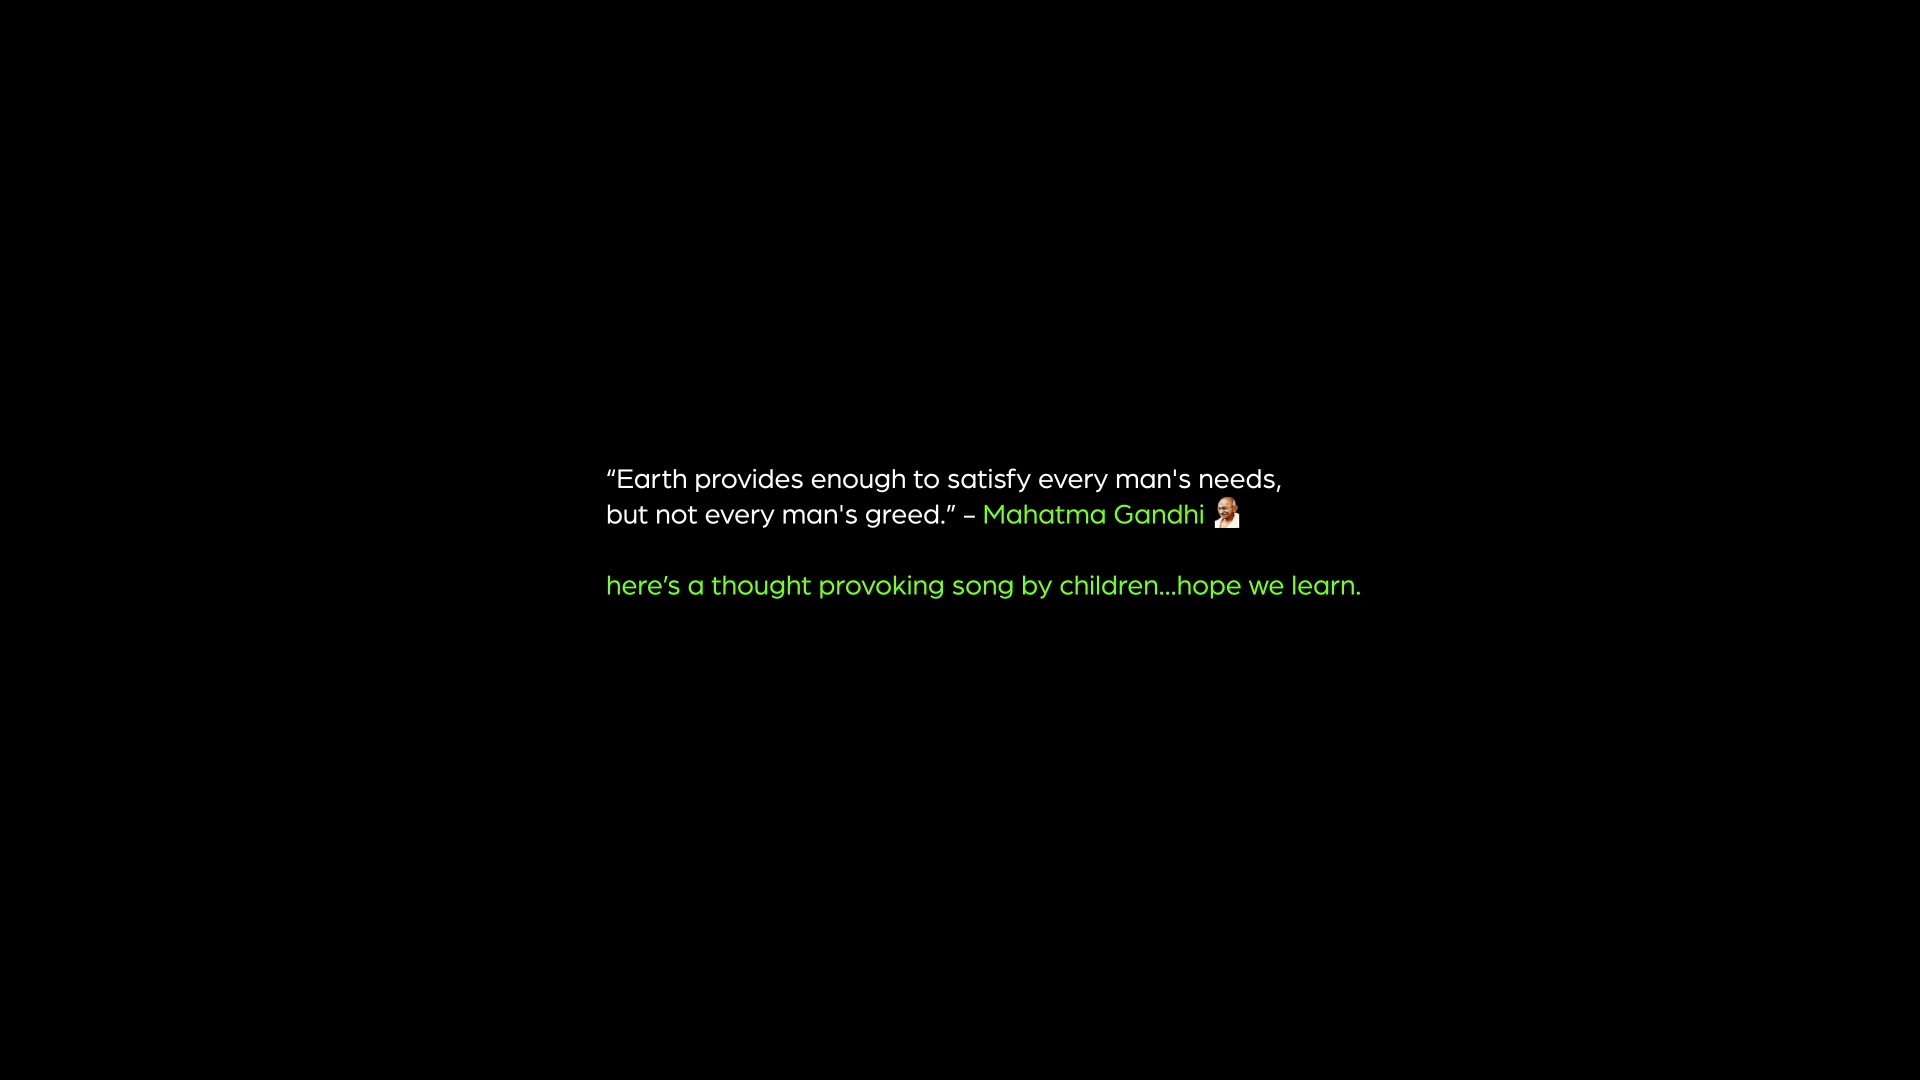 “Earth provides enough to satisfy every man's needs,
but not every man's greed.” – Mahatma Gandhi
here’s a thought provoking song by children...hope we learn.